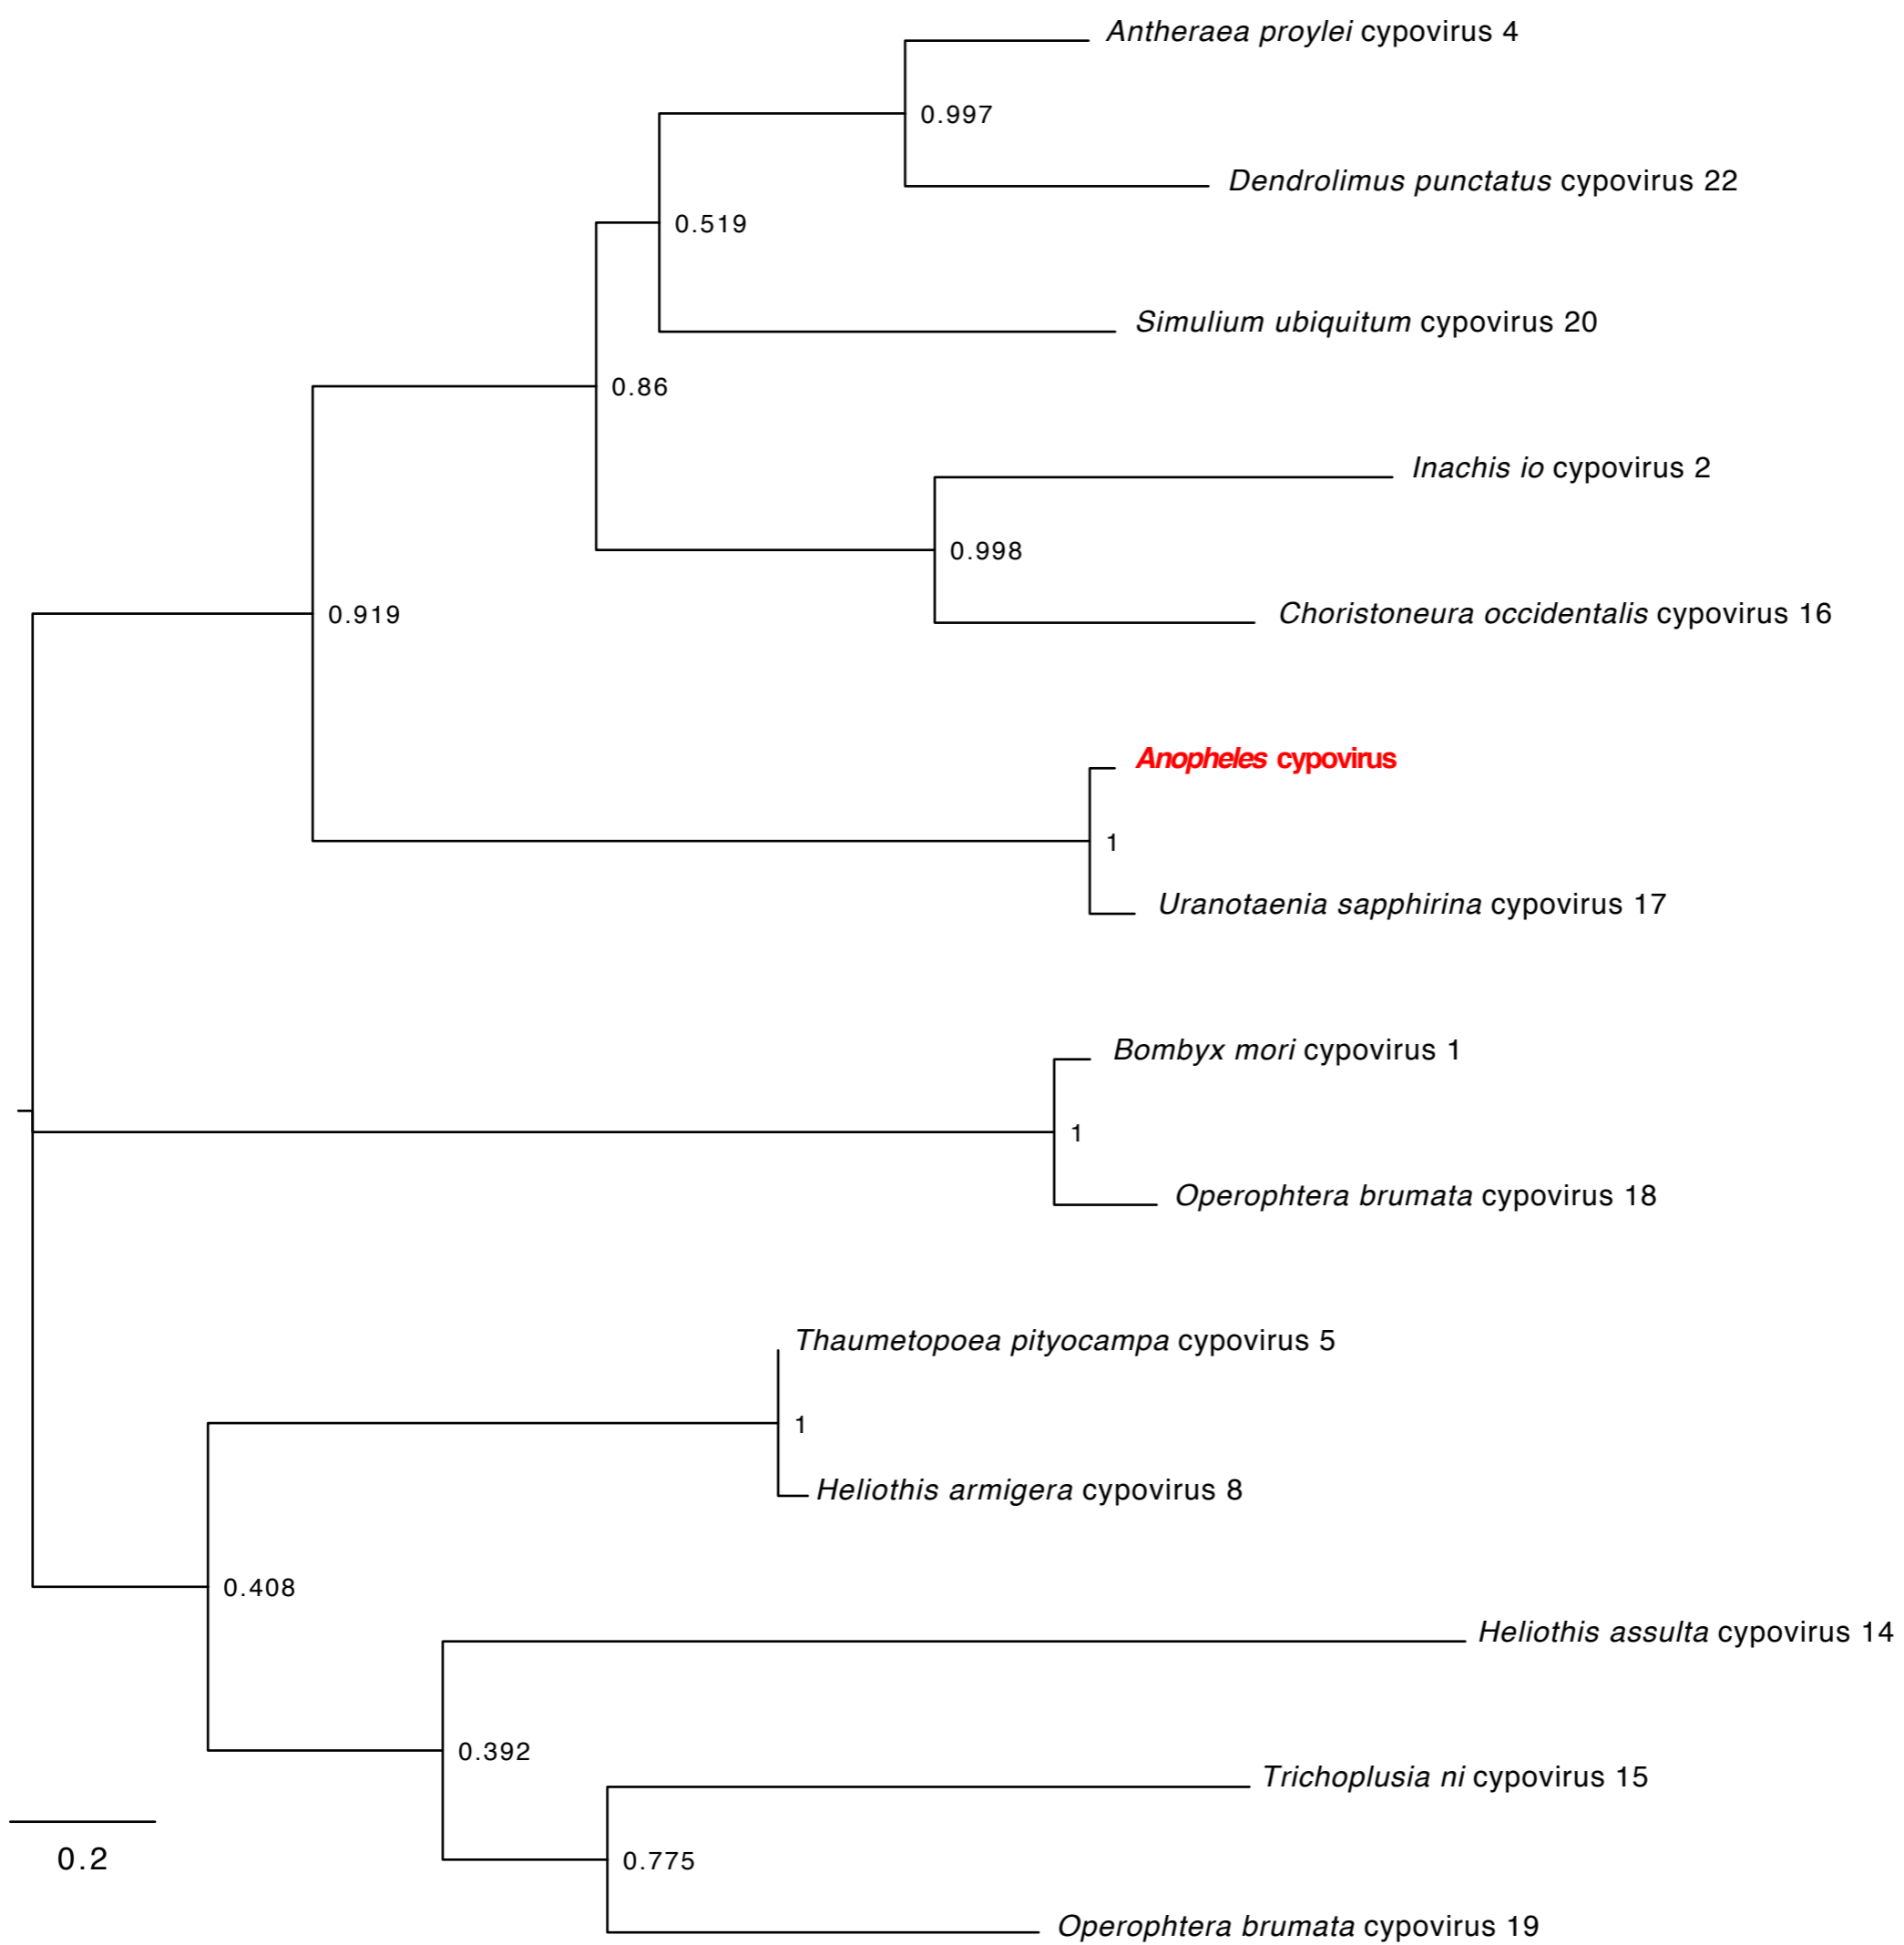 Antheraea proylei cypovirus 4
0.997
Dendrolimus punctatus cypovirus 22
0.519
Simulium ubiquitum cypovirus 20
0.86
Inachis io cypovirus 2
0.998
Choristoneura occidentalis cypovirus 16
0.919
Anopheles cypovirus
1
Uranotaenia sapphirina cypovirus 17
Bombyx mori cypovirus 1
1
Operophtera brumata cypovirus 18
Thaumetopoea pityocampa cypovirus 5
1
Heliothis armigera cypovirus 8
0.408
Heliothis assulta cypovirus 14
0.392
Trichoplusia ni cypovirus 15
0.2
0.775
Operophtera brumata cypovirus 19